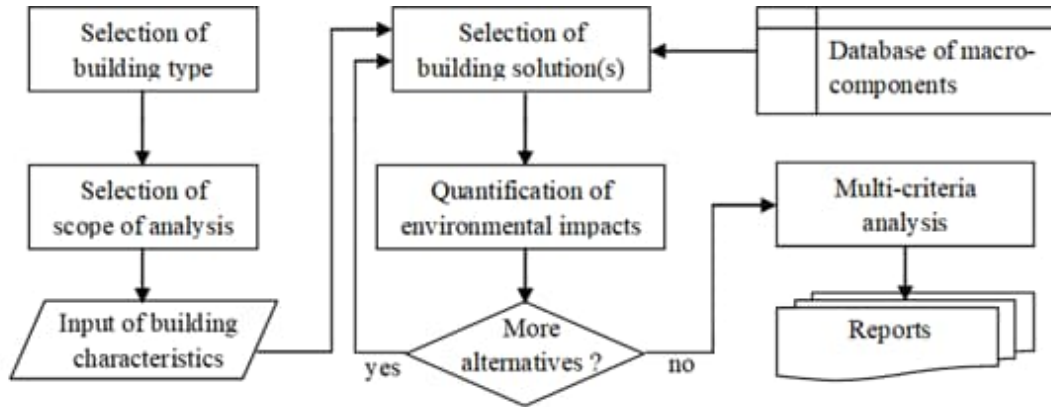 Selection of
building type
Selection of
scope of analysis
Input of building
characteristics
Selection of
building solution(s)
Quantification of
environmental impacts
More
alternatives ?
yes
no
Database of macro-
components
Multi-criteria
analysis
Reports